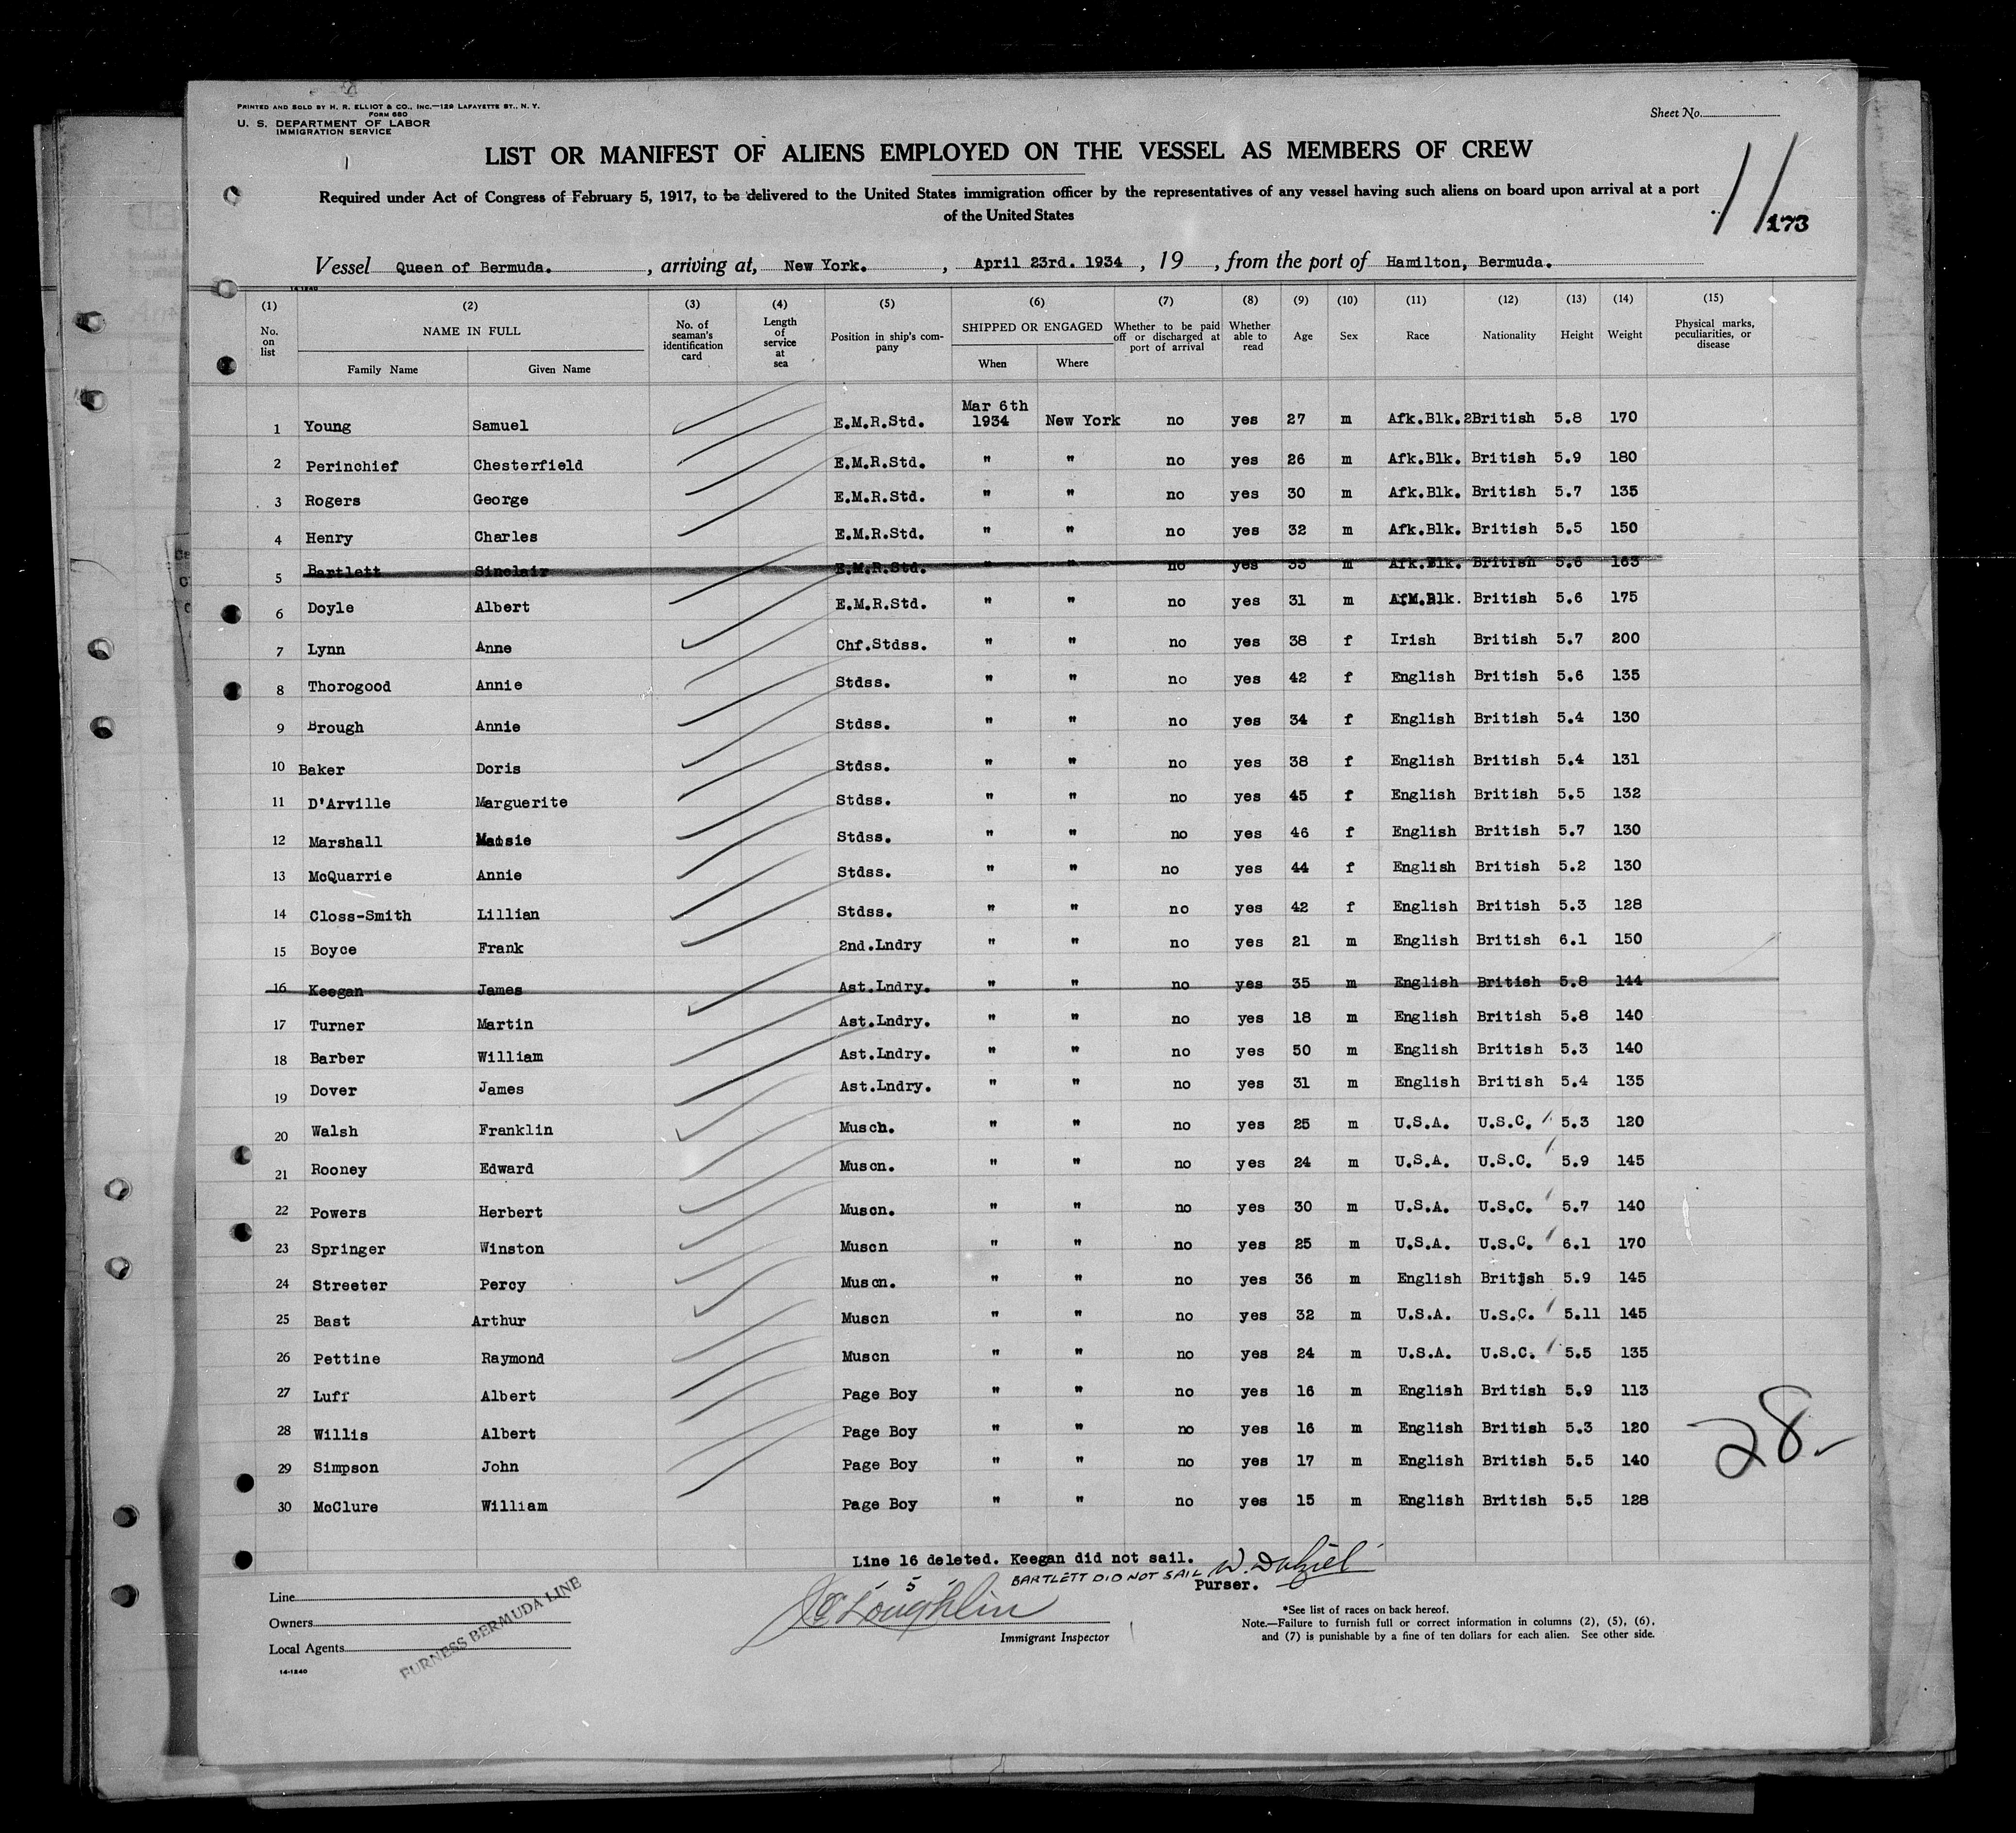 PRINTED AND SOLD BY H. R. ELLIOT & CO., INC.—129 LAFAYETTE ST., N. Y.
FORM 680
U. S. DEPARTMENT OF LABOR
IMMIGRATION SERVICE
Sheet No.
LIST OR MANIFEST OF ALIENS EMPLOYED ON THE VESSEL AS MEMBERS OF CREW
Required under Act of Congress of February 5, 1917, to be delivered to the United States immigration officer by the representatives of any vessel having such aliens on board upon arrival at a port
of the United States
11
173
Vessel Queen of Bermuda. , arriving at, New York. , April 23rd. 1934 , 19 , from the port of Hamilton, Bermuda.
14-1240
(1) (2) (3) (4) (5) (6) (7) (8) (9) (10) (11) (12) (13) (14) (15)
No. on list NAME IN FULL Family Name Given Name No. of seaman's identification card Length of service at sea Position in ship's company SHIPPED OR ENGAGED When Where Whether to be paid off or discharged at port of arrival Whether able to read Age Sex Race Nationality Height Weight Physical marks, peculiarities, or disease
1 Young Samuel E.M.R.Std. Mar 6th 1934 New York no yes 27 m Afk.Blk.2British 5.8 170
2 Perinchief Chesterfield E.M.R.Std. " " no yes 26 m Afk.Blk. British 5.9 180
3 Rogers George E.M.R.Std. " " no yes 30 m Afk.Blk. British 5.7 135
4 Henry Charles E.M.R.Std. " " no yes 32 m Afk.Blk. British 5.5 150
5 Bartlett Sinclair E.M.R.Std. " " no yes 33 m Afk.Blk. British 5.6 163
6 Doyle Albert E.M.R.Std. " " no yes 31 m Afk.Blk. British 5.6 175
7 Lynn Anne Chf.Stdss. " " no yes 38 f Irish British 5.7 200
8 Thorogood Annie Stdss. " " no yes 42 f English British 5.6 135
9 Brough Annie Stdss. " " no yes 34 f English British 5.4 130
10 Baker Doris Stdss. " " no yes 38 f English British 5.4 131
11 D'Arville Marguerite Stdss. " " no yes 45 f English British 5.5 132
12 Marshall Maisie Stdss. " " no yes 46 f English British 5.7 130
13 McQuarrie Annie Stdss. " " no yes 44 f English British 5.2 130
14 Closs-Smith Lillian Stdss. " " no yes 42 f English British 5.3 128
15 Boyce Frank 2nd.Lndry " " no yes 21 m English British 6.1 150
16 Keegan James Ast.Lndry. " " no yes 35 m English British 5.8 144
17 Turner Martin Ast.Lndry. " " no yes 18 m English British 5.8 140
18 Barber William Ast.Lndry. " " no yes 50 m English British 5.3 140
19 Dover James Ast.Lndry. " " no yes 31 m English British 5.4 135
20 Walsh Franklin Muscn. " " no yes 25 m U.S.A. U.S.C. 5.3 120
21 Rooney Edward Muscn. " " no yes 24 m U.S.A. U.S.C. 5.9 145
22 Powers Herbert Muscn. " " no yes 30 m U.S.A. U.S.C. 5.7 140
23 Springer Winston Muscn " " no yes 25 m U.S.A. U.S.C. 6.1 170
24 Streeter Percy Muscn. " " no yes 36 m English British 5.9 145
25 Bast Arthur Muscn " " no yes 32 m U.S.A. U.S.C. 5.11 145
26 Pettine Raymond Muscn " " no yes 24 m U.S.A. U.S.C. 5.5 135
27 Luff Albert Page Boy " " no yes 16 m English British 5.9 113
28 Willis Albert Page Boy " " no yes 16 m English British 5.3 120
29 Simpson John Page Boy " " no yes 17 m English British 5.5 140
30 McClure William Page Boy " " no yes 15 m English British 5.5 128
28
Line 16 deleted. Keegan did not sail.
" 5 " BARTLETT DID NOT SAIL
Purser.
Line
Owners
Local Agents
FURNESS BERMUDA LINE
14-1240
Immigrant Inspector
*See list of races on back hereof.
Note.—Failure to furnish full or correct information in columns (2), (5), (6),
and (7) is punishable by a fine of ten dollars for each alien. See other side.